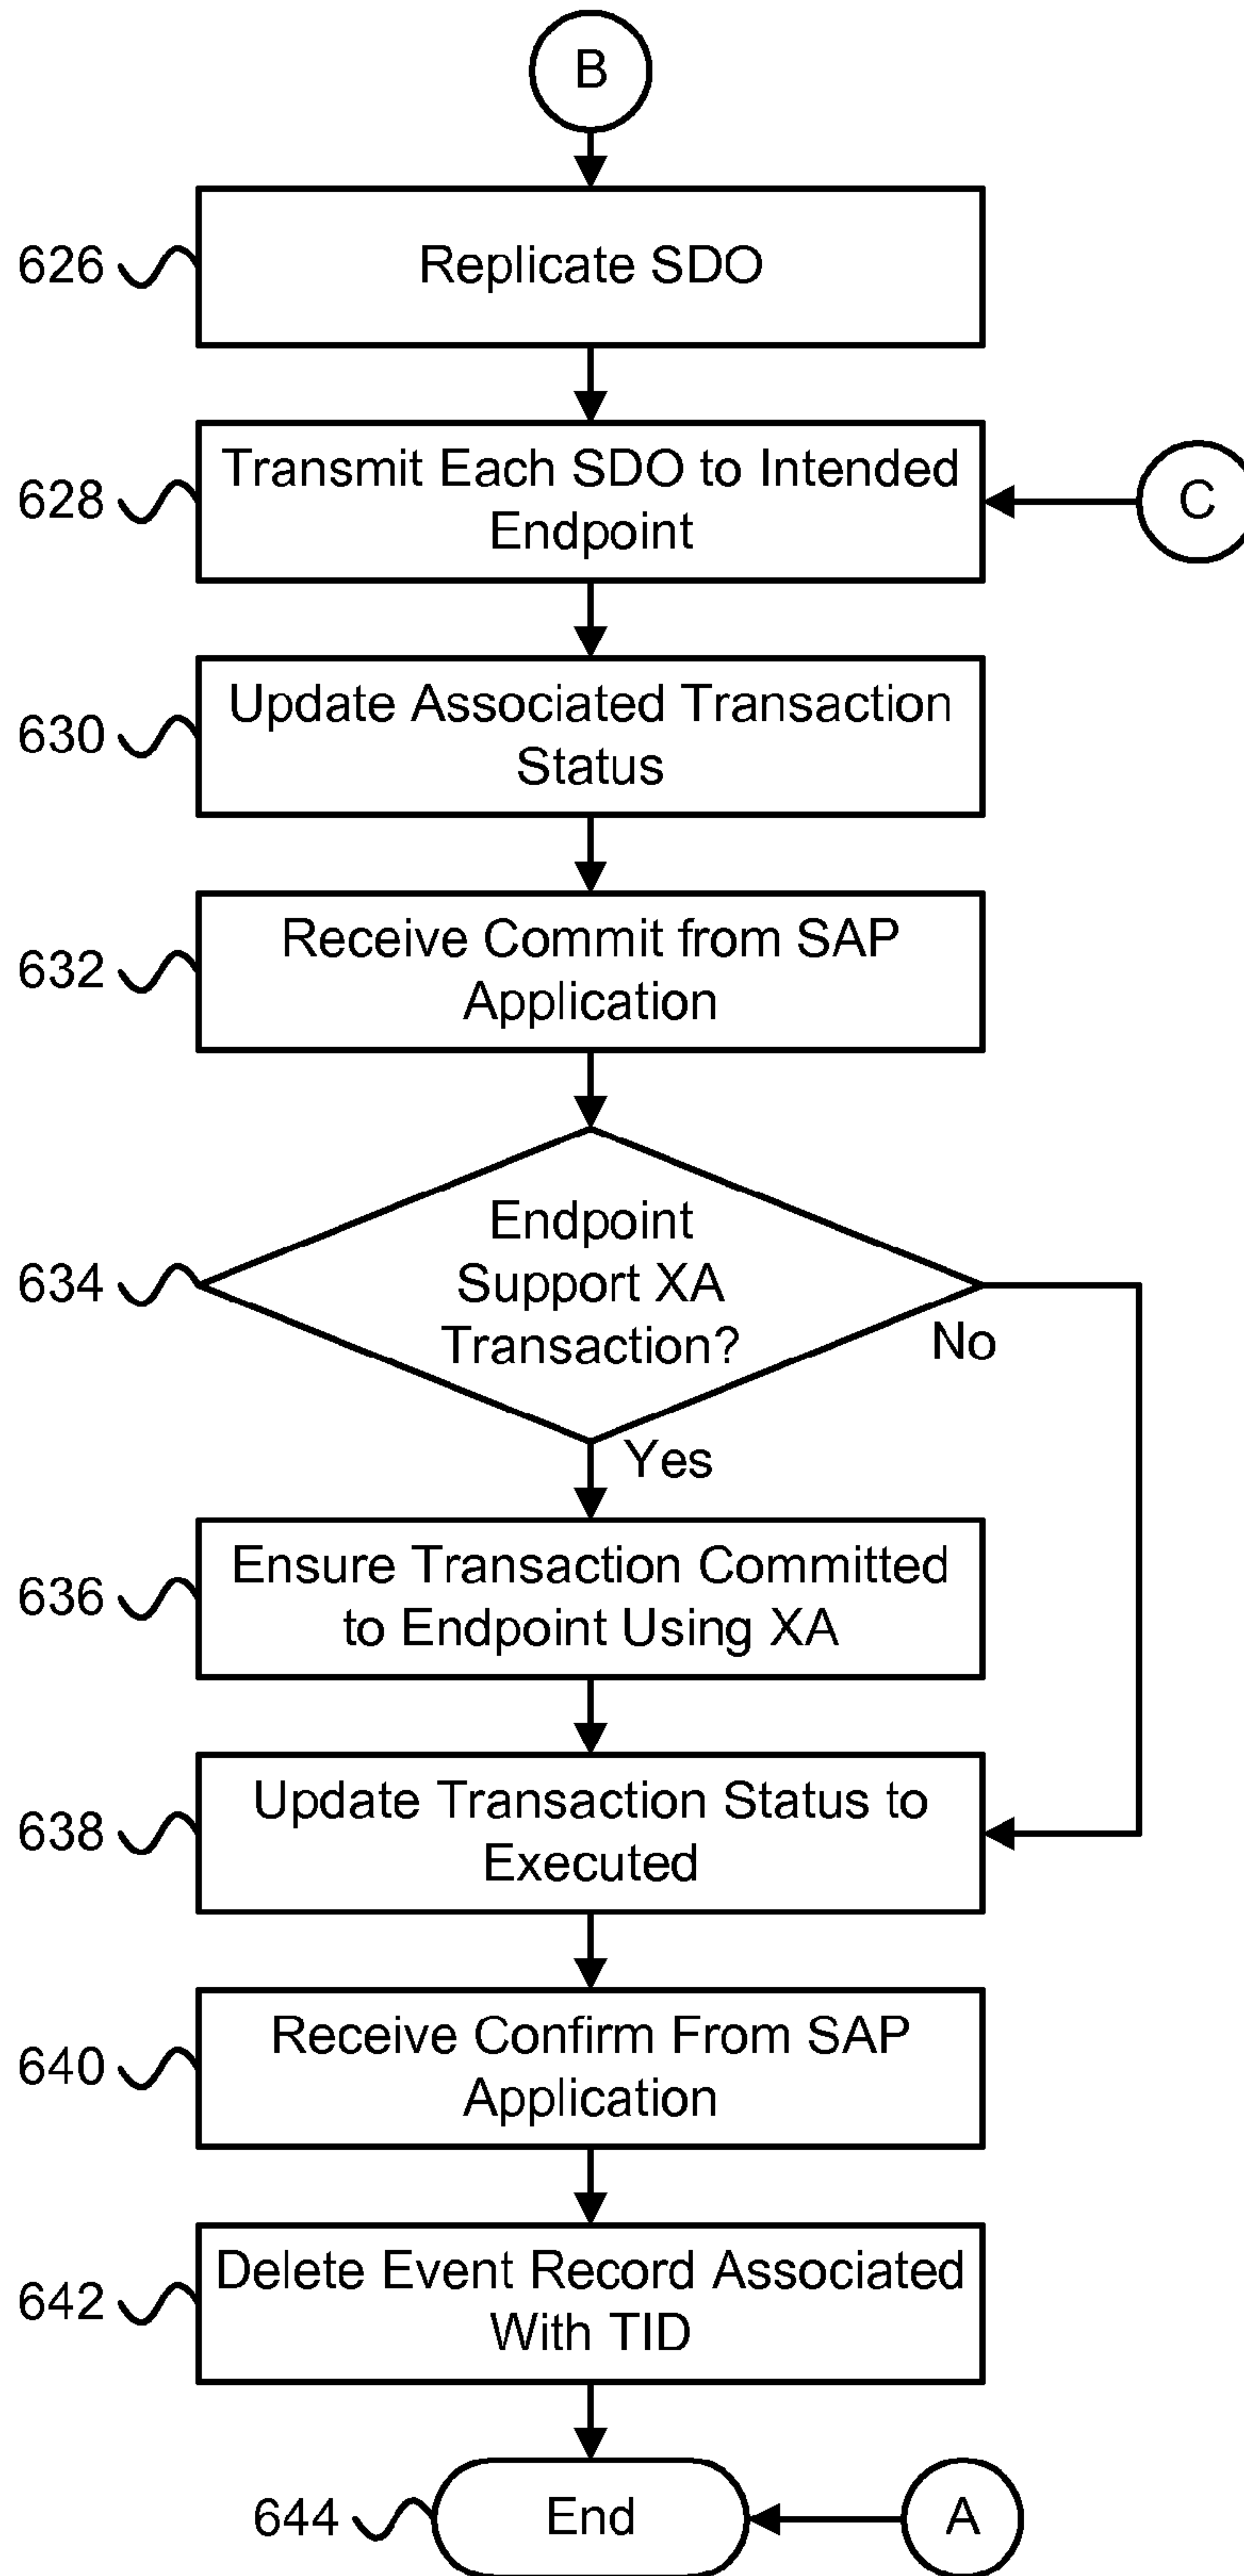 B
626
Replicate SDO
628
Transmit Each SDO to Intended
Endpoint
C
630
Update Associated Transaction
Status
632
Receive Commit from SAP
Application
634
Endpoint
Support XA
Transaction?
No
Yes
636
Ensure Transaction Committed
to Endpoint Using XA
638
Update Transaction Status to
Executed
640
Receive Confirm From SAP
Application
642
Delete Event Record Associated
With TID
644
End
A